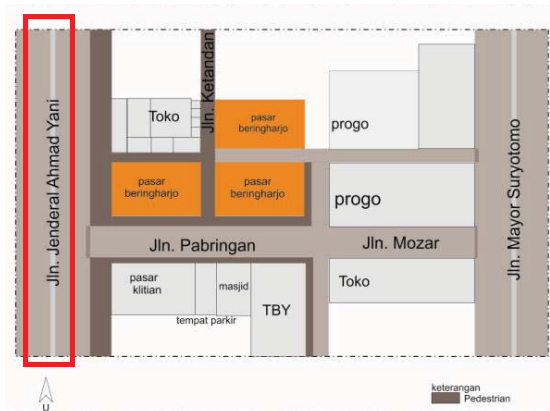 Jln. Jenderal Ahmad Yani
Jln. Ketandan
Toko
pasar
beringharjo
progo
pasar
beringharjo
pasar
beringharjo
progo
Jln. Mayor Suryotomo
Jln. Pabringan
Jln. Mozar
pasar
klitian
masjid
TBY
Toko
tempat parkir
U
keterangan
Pedestrian